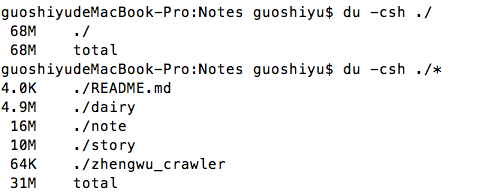 guoshiyudeMacBook-Pro:Notes guoshiyu$ du -csh ./
 68M    ./
 68M    total
guoshiyudeMacBook-Pro:Notes guoshiyu$ du -csh ./*
4.0K    ./README.md
4.9M    ./dairy
 16M    ./note
 10M    ./story
 64K    ./zhengwu_crawler
 31M    total